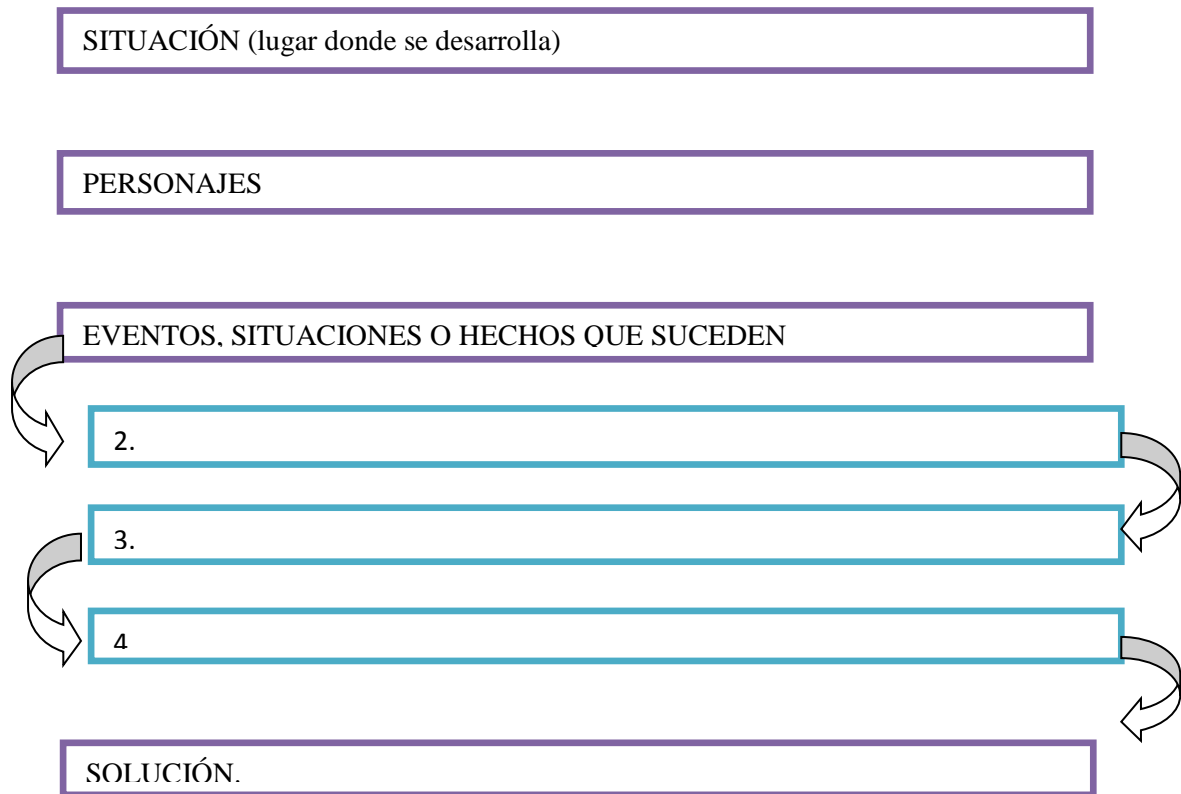 SITUACIÓN (lugar donde se desarrolla)
PERSONAJES
EVENTOS, SITUACIONES O HECHOS QUE SUCEDEN
2.
3.
4
SOLUCIÓN.